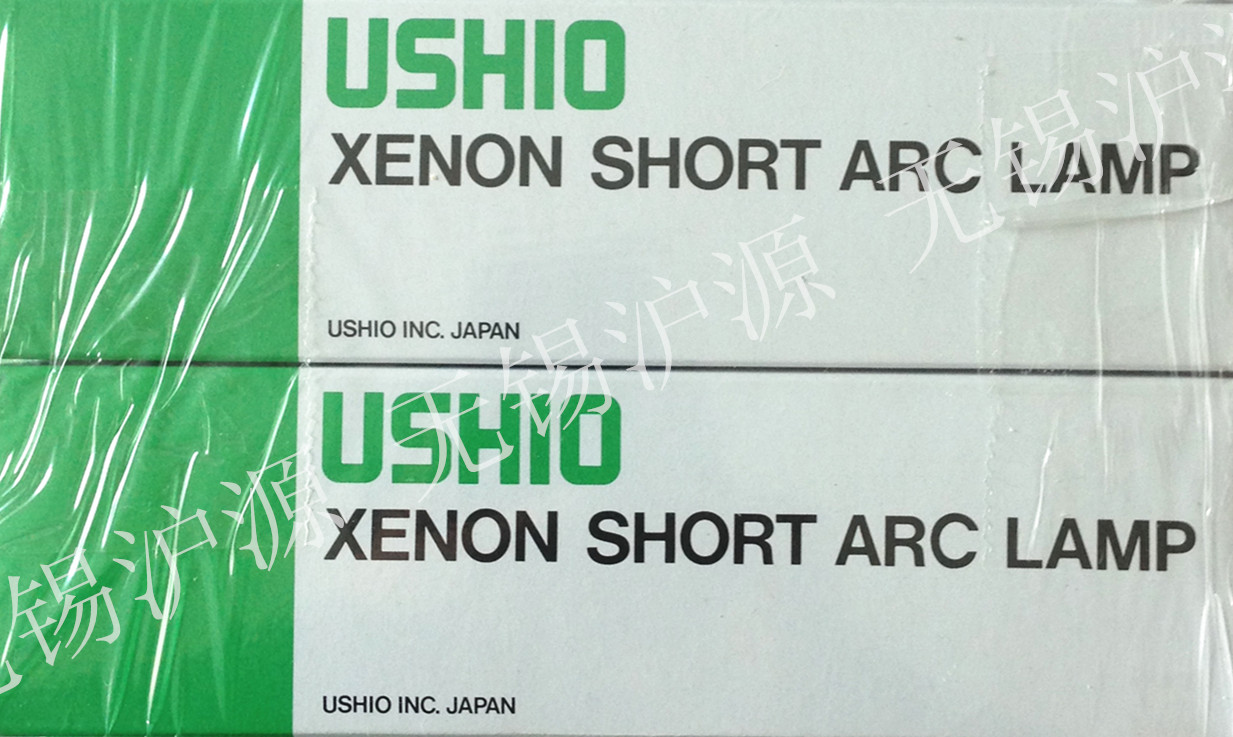 USHIO
XENON SHORT ARC LAMP
USHIO INC. JAPAN
USHIO
XENON SHORT ARC LAMP
USHIO INC. JAPAN
无锡沪源 无锡沪源 无锡沪